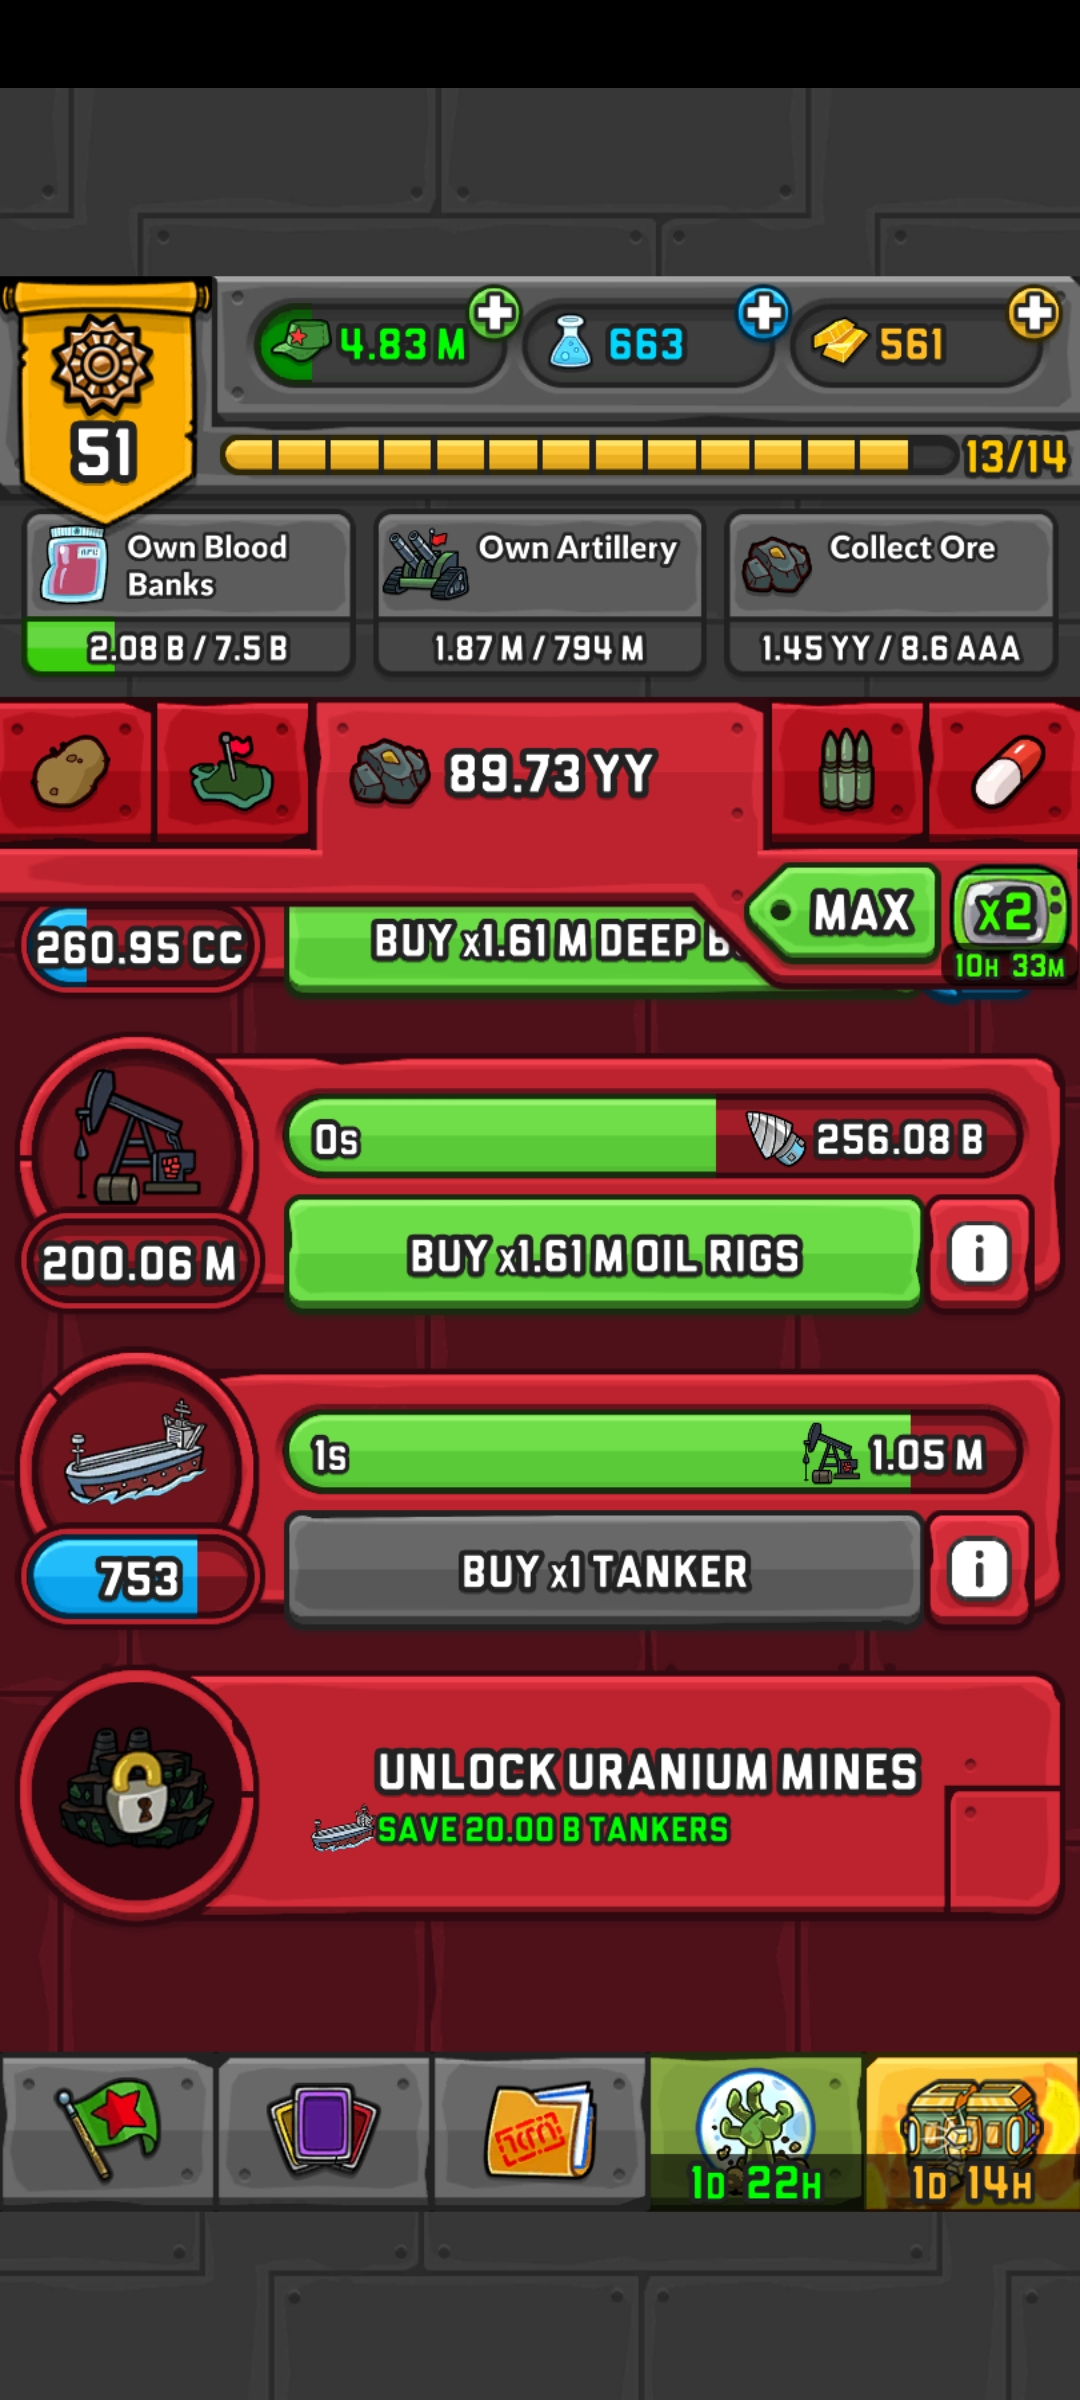 4.83 M
663
561
51
13/14
Own Blood
Banks
2.08 B / 7.5 B
Own Artillery
1.87 M / 794 M
Collect Ore
1.45 YY / 8.6 AAA
89.73 YY
MAX
x2
10H 33M
260.95 CC
BUY x1.61 M DEEP B
0s
256.08 B
200.06 M
BUY x1.61 M OIL RIGS
i
1s
1.05 M
753
BUY x1 TANKER
i
UNLOCK URANIUM MINES
SAVE 20.00 B TANKERS
1D 22H
1D 14H